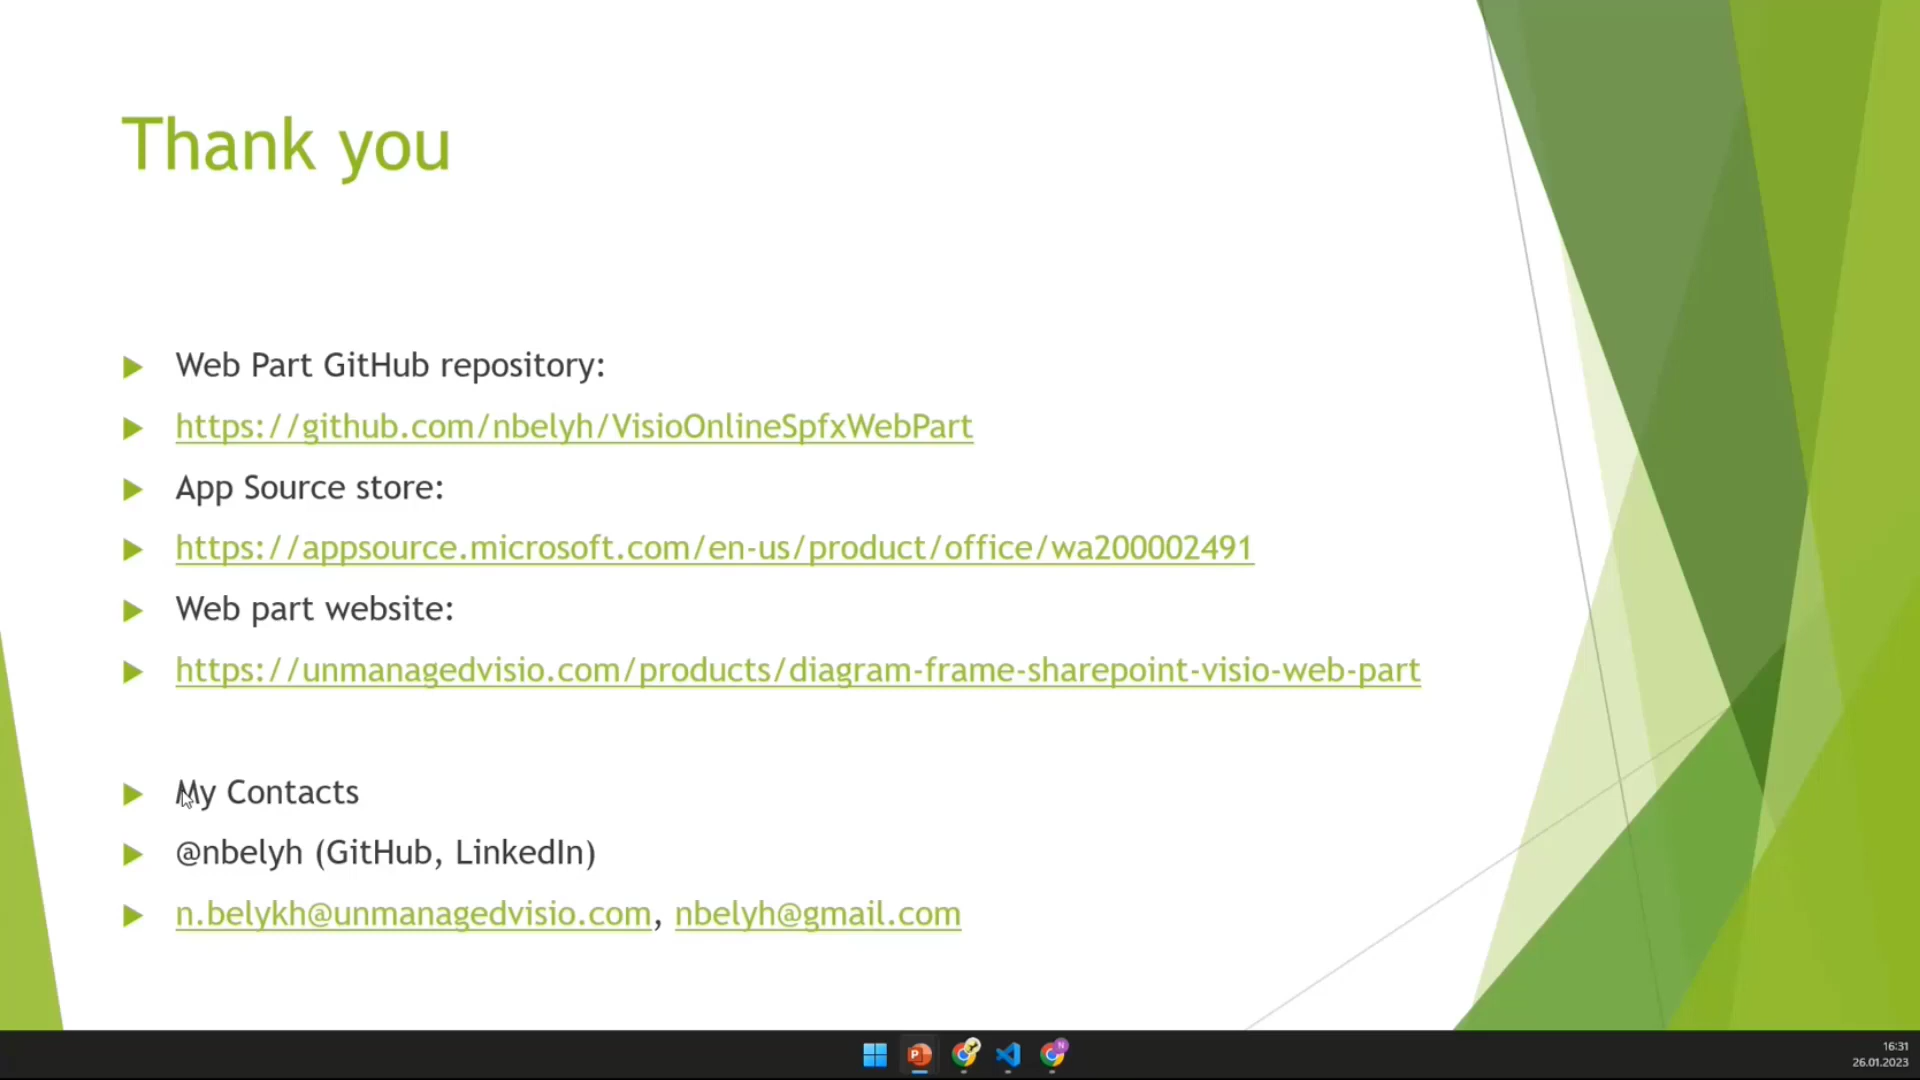 Thank you
Web Part GitHub repository:
https://github.com/nbelyh/VisioOnlineSpfxWebPart
App Source store:
https://appsource.microsoft.com/en-us/product/office/wa200002491
Web part website:
https://unmanagedvisio.com/products/diagram-frame-sharepoint-visio-web-part
My Contacts
@nbelyh (GitHub, LinkedIn)
n.belykh@unmanagedvisio.com, nbelyh@gmail.com
16:31
26.01.2023